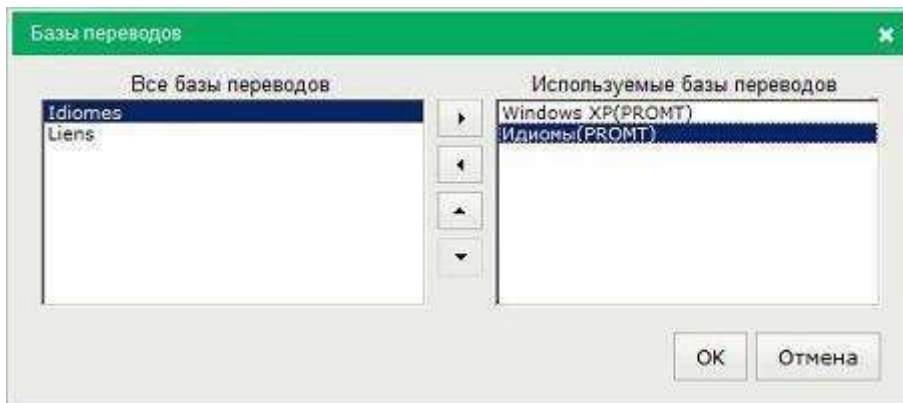 Базы переводов
Все базы переводов
Idiomes
Liens
Используемые базы переводов
Windows XP(PROMT)
Идиомы(PROMT)
OK
Отмена